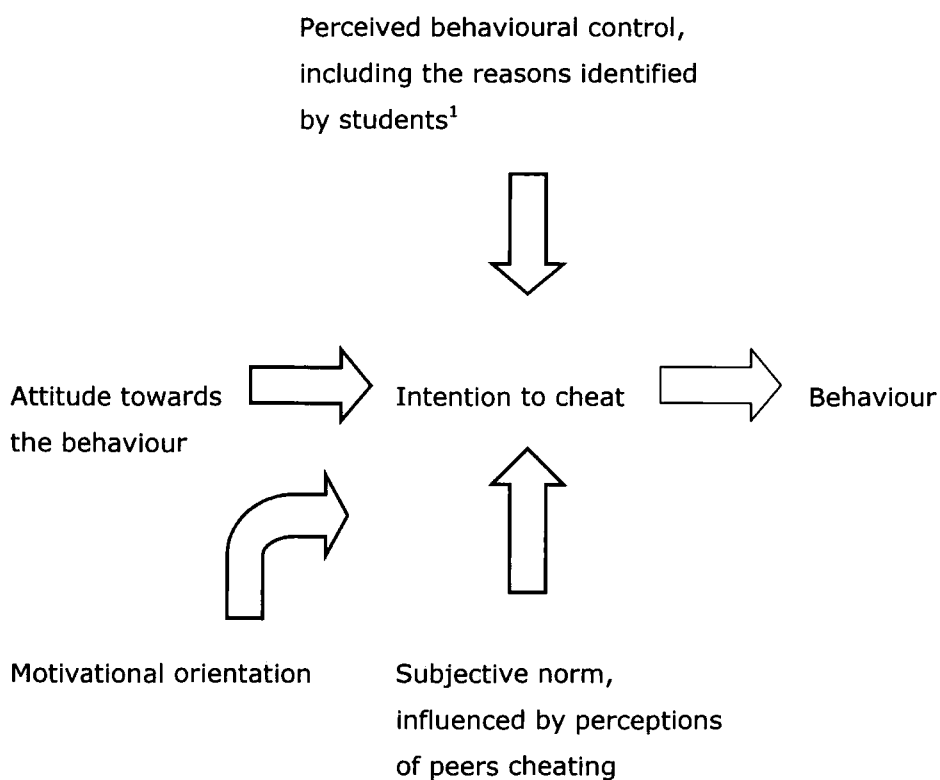 Perceived behavioural control,
including the reasons identified
by students¹
Attitude towards
the behaviour
Intention to cheat
Behaviour
Motivational orientation
Subjective norm,
influenced by perceptions
of peers cheating